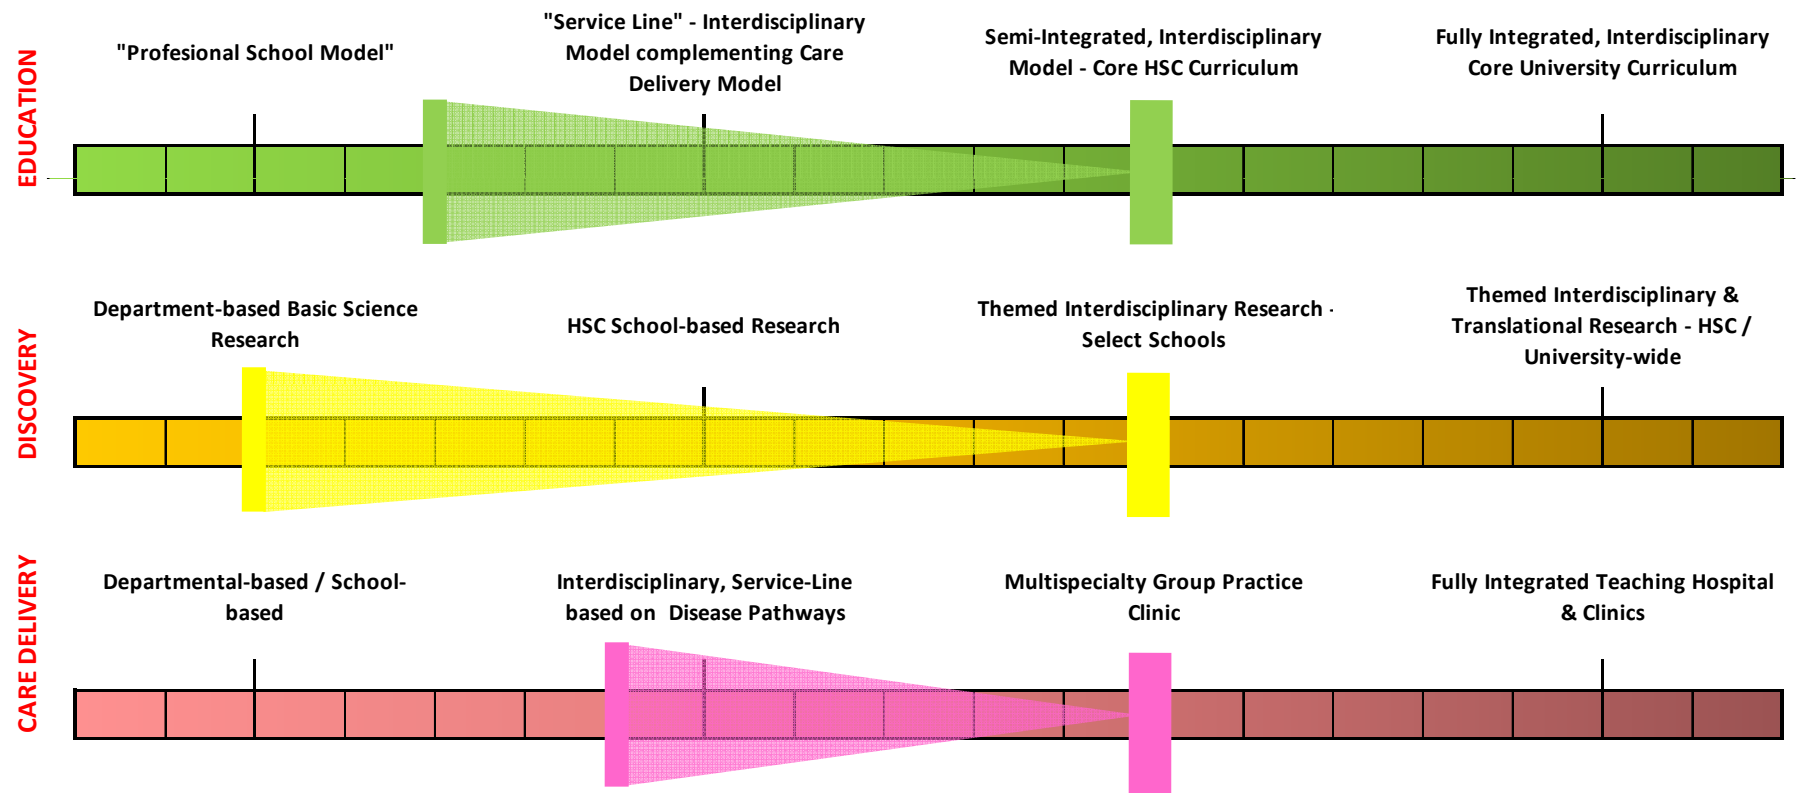 EDUCATION
"Profesional School Model"
"Service Line" - Interdisciplinary
Model complementing Care
Delivery Model
Semi-Integrated, Interdisciplinary
Model - Core HSC Curriculum
Fully Integrated, Interdisciplinary
Core University Curriculum
DISCOVERY
Department-based Basic Science
Research
HSC School-based Research
Themed Interdisciplinary Research -
Select Schools
Themed Interdisciplinary &
Translational Research - HSC /
University-wide
CARE DELIVERY
Departmental-based / School-
based
Interdisciplinary, Service-Line
based on  Disease Pathways
Multispecialty Group Practice
Clinic
Fully Integrated Teaching Hospital
& Clinics